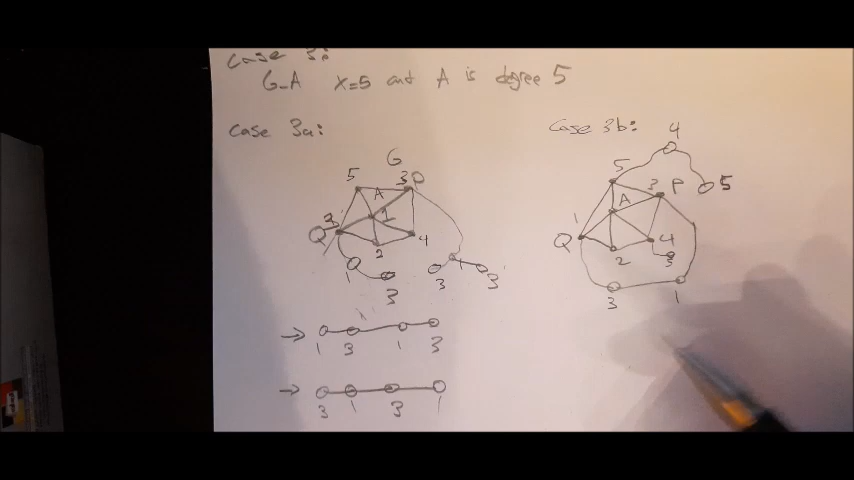 Case 3:
G-A X=5 and A is degree 5
Case 3a:
Case 3b:
G
5 A 3 P
1
Q
2 4
1 3 3 3
→ 1 3 1 3
→ 3 1 3 1
4
5 5
A 3 P
1
Q 2 4
3
3 1